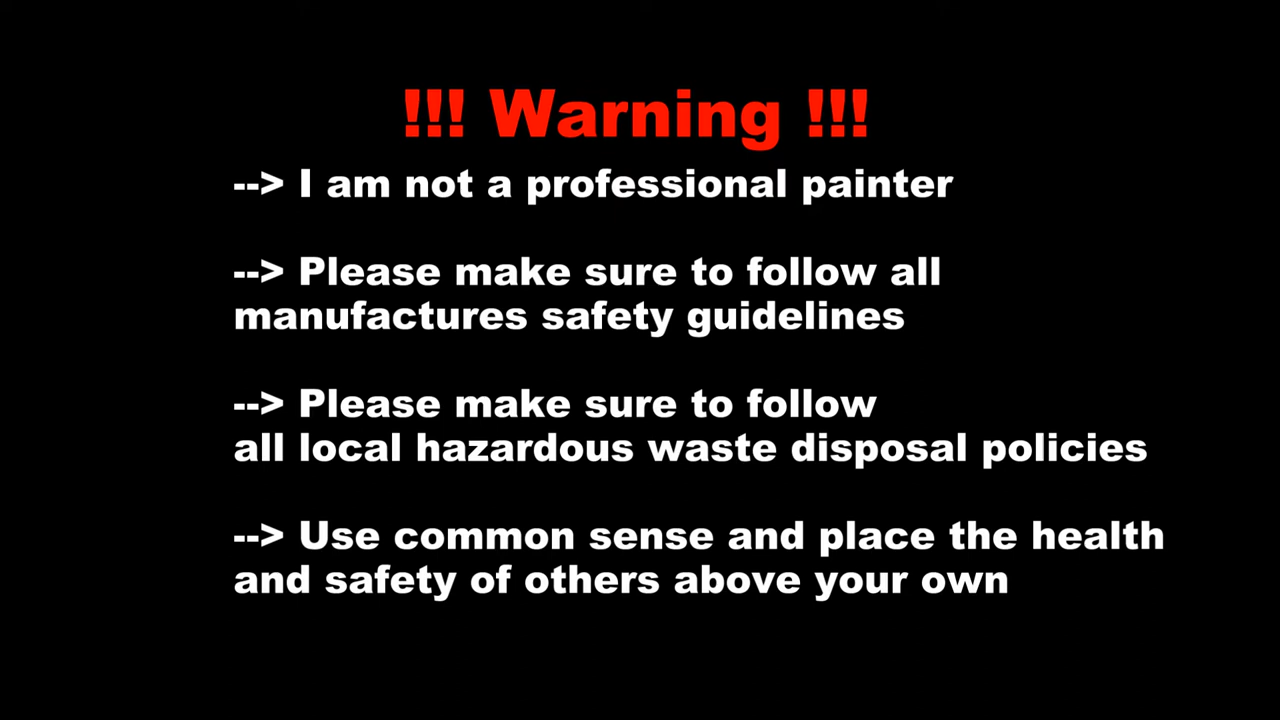 !!! Warning !!!
--> I am not a professional painter
--> Please make sure to follow all
manufactures safety guidelines
--> Please make sure to follow
all local hazardous waste disposal policies
--> Use common sense and place the health
and safety of others above your own